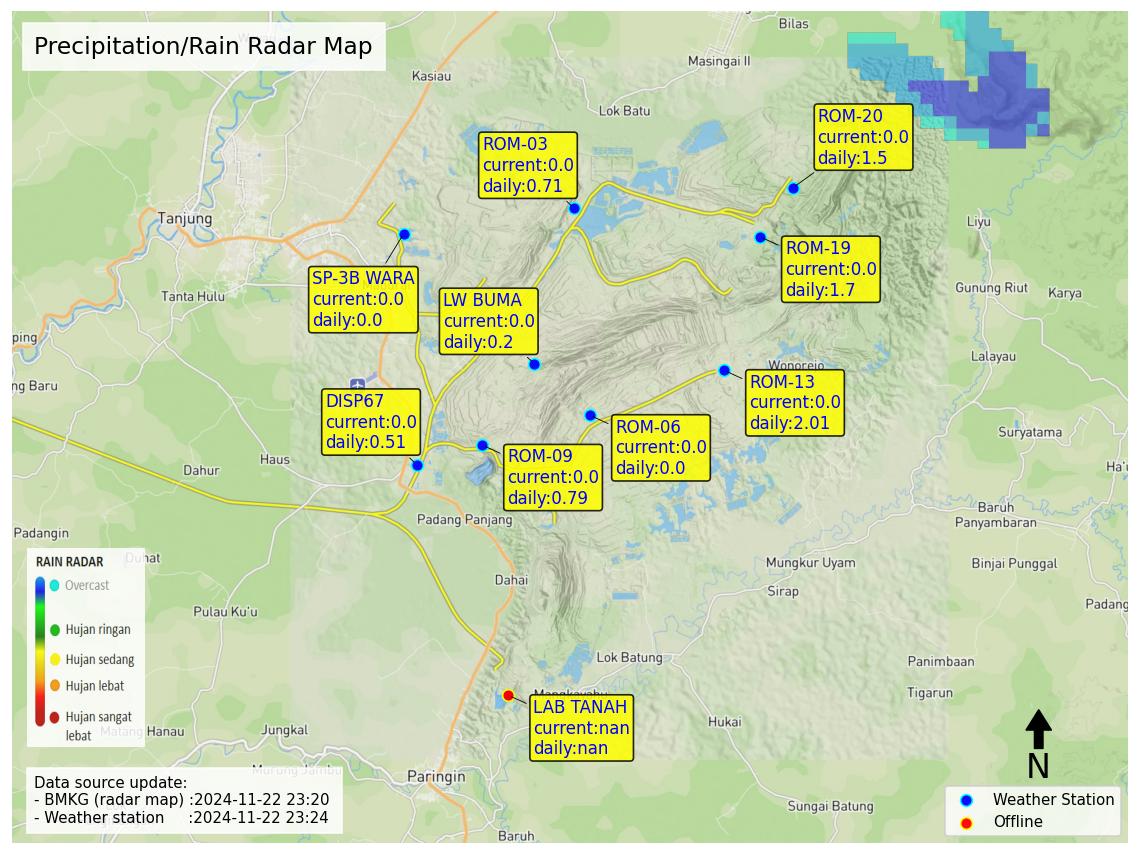 Precipitation/Rain Radar Map
Bilas
Masingai II
Kasiau
Lok Batu
ROM-20
current:0.0
daily:1.5
ROM-03
current:0.0
daily:0.71
Tanjung
Liyu
ROM-19
current:0.0
daily:1.7
SP-3B WARA
current:0.0
daily:0.0
Tanta Hulu
LW BUMA
current:0.0
daily:0.2
Gunung Riut
Karya
ping
Lalayau
Wonorejo
ng Baru
ROM-13
current:0.0
daily:2.01
DISP67
current:0.0
daily:0.51
ROM-06
current:0.0
daily:0.0
Suryatama
Haus
Dahur
ROM-09
current:0.0
daily:0.79
Ha'u
Baruh
Panyambaran
Padang Panjang
Padangin
Duhat
Mungkur Uyam
Binjai Punggal
RAIN RADAR
Overcast
Hujan ringan
Hujan sedang
Hujan lebat
Hujan sangat
lebat
Dahai
Sirap
Padang
Pulau Ku'u
Lok Batung
Panimbaan
Tigarun
Mangkayahu
LAB TANAH
current:nan
daily:nan
Matang Hanau
Jungkal
Hukai
Murung Jambu
Paringin
N
Data source update:
- BMKG (radar map) :2024-11-22 23:20
- Weather station :2024-11-22 23:24
Sungai Batung
Baruh
Weather Station
Offline